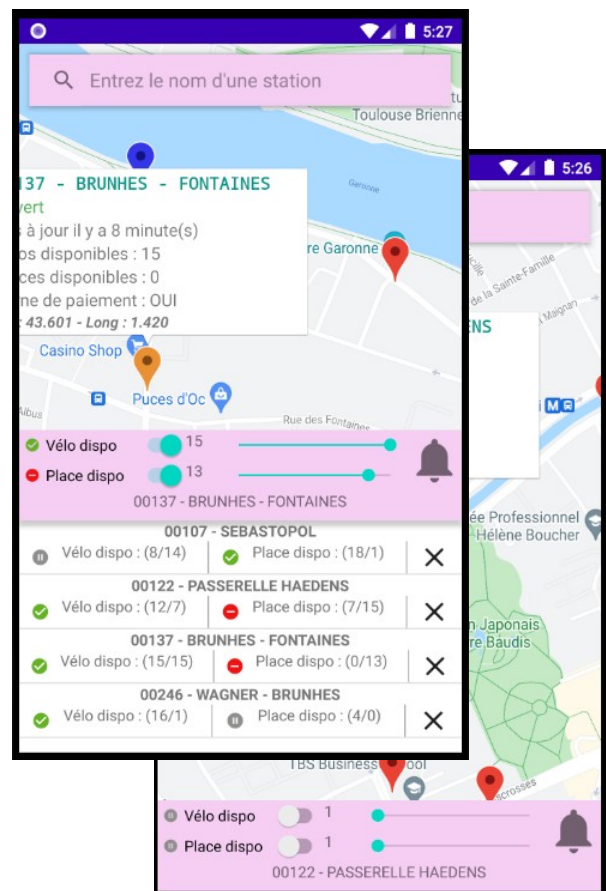 5:27
Entrez le nom d'une station
Toulouse Brienne
Garonne
137 - BRUNHES - FONTAINES
vert
à jour il y a 8 minute(s)
os disponibles : 15
ces disponibles : 0
ne de paiement : OUI
: 43.601 - Long : 1.420
re Garonne
Casino Shop
Puces d'Oc
Rue des Fontaines
Albus
Vélo dispo 15
Place dispo 13
00137 - BRUNHES - FONTAINES
00107 - SEBASTOPOL
Vélo dispo : (8/14) Place dispo : (18/1)
00122 - PASSERELLE HAEDENS
Vélo dispo : (12/7) Place dispo : (7/15)
00137 - BRUNHES - FONTAINES
Vélo dispo : (15/15) Place dispo : (0/13)
00246 - WAGNER - BRUNHES
Vélo dispo : (16/1) Place dispo : (4/0)
5:26
de la Sainte-Famille
Maignan
ENS
M
ée Professionnel
Hélène Boucher
n Japonais
re Baudis
TBS Business ool
Vélo dispo 1
Place dispo 1
00122 - PASSERELLE HAEDENS